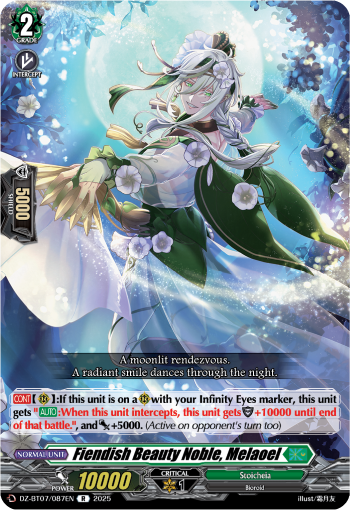 2
GRADE
INTERCEPT
5000
SHIELD
A moonlit rendezvous.
A radiant smile dances through the night.
CONT【 】:If this unit is on with your Infinity Eyes marker, this unit
gets "AUTO:When this unit intercepts, this unit gets +10000 until end
of that battle.", and +5000. (Active on opponent's turn too)
NORMAL UNIT
Fiendish Beauty Noble, Melaoel
POWER
10000
CRITICAL
1
Stoicheia
Bioroid
DZ-BT07/087EN R 2025
illust/霜月友